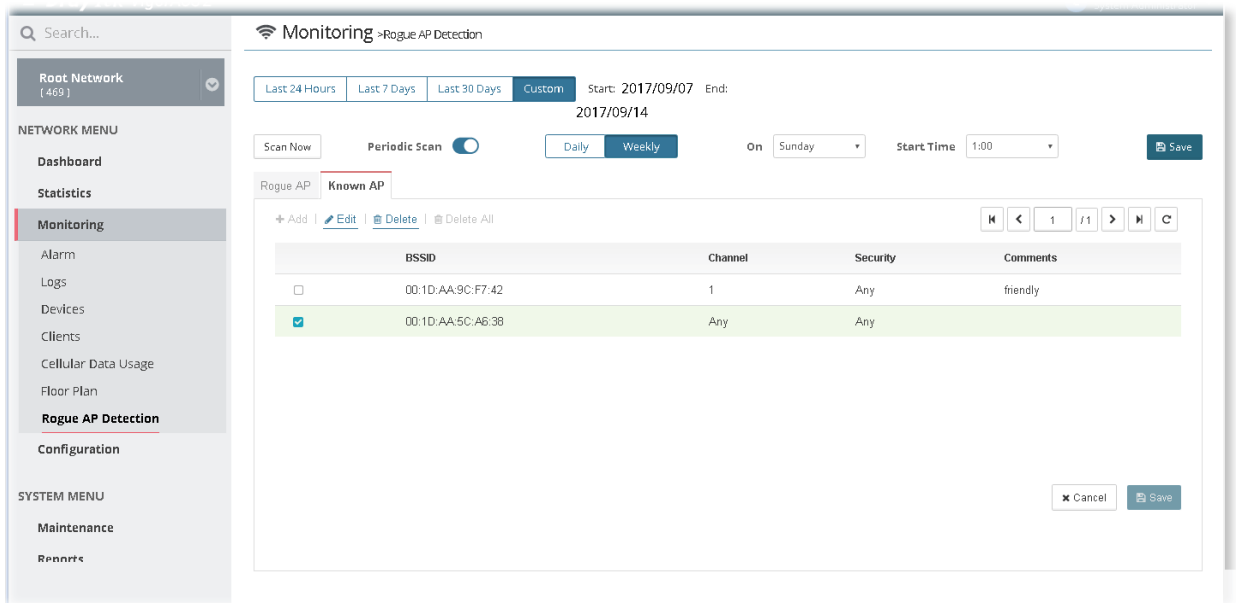 Search...
Monitoring >Rogue AP Detection
Root Network
[ 469 ]
Last 24 Hours Last 7 Days Last 30 Days Custom Start: 2017/09/07 End:
2017/09/14
NETWORK MENU
Scan Now Periodic Scan Daily Weekly On Sunday Start Time 1:00 Save
Dashboard
Statistics
Monitoring
Alarm
Logs
Devices
Clients
Cellular Data Usage
Floor Plan
Rogue AP Detection
Configuration
SYSTEM MENU
Maintenance
Reports
Rogue AP Known AP
+ Add | Edit | Delete | Delete All 1 / 1
BSSID Channel Security Comments
00:1D:AA:9C:F7:42 1 Any friendly
00:1D:AA:5C:A6:38 Any Any
Cancel Save